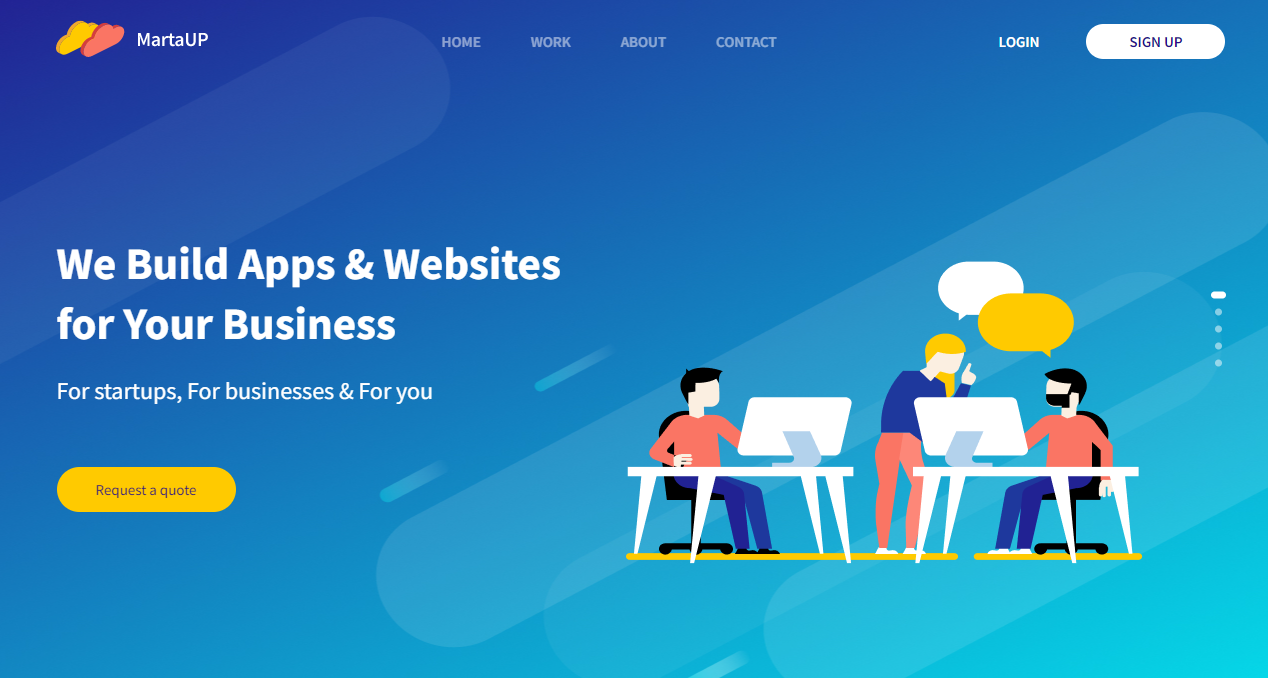 MartaUP
HOME WORK ABOUT CONTACT
LOGIN
SIGN UP
We Build Apps & Websites
for Your Business
For startups, For businesses & For you
Request a quote